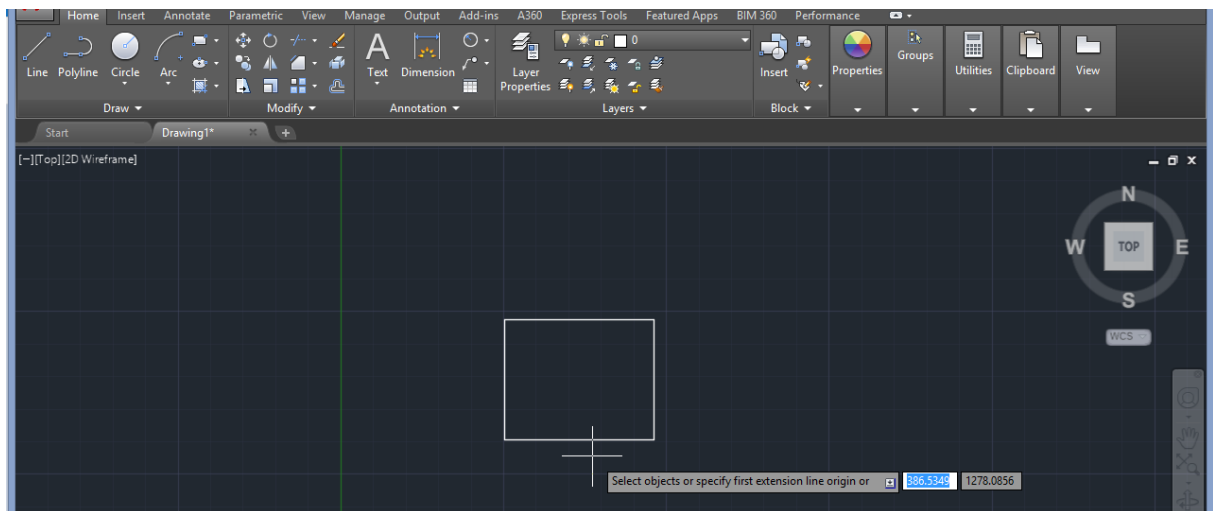 Home Insert Annotate Parametric View Manage Output Add-ins A360 Express Tools Featured Apps BIM 360 Performance
0
Line Polyline Circle Arc Text Dimension Layer Properties Insert Properties Groups Utilities Clipboard View
Draw Modify Annotation Layers Block
Start Drawing1*
[−][Top][2D Wireframe]
N
W TOP E
S
WCS
Select objects or specify first extension line origin or 386.5349 1278.0856